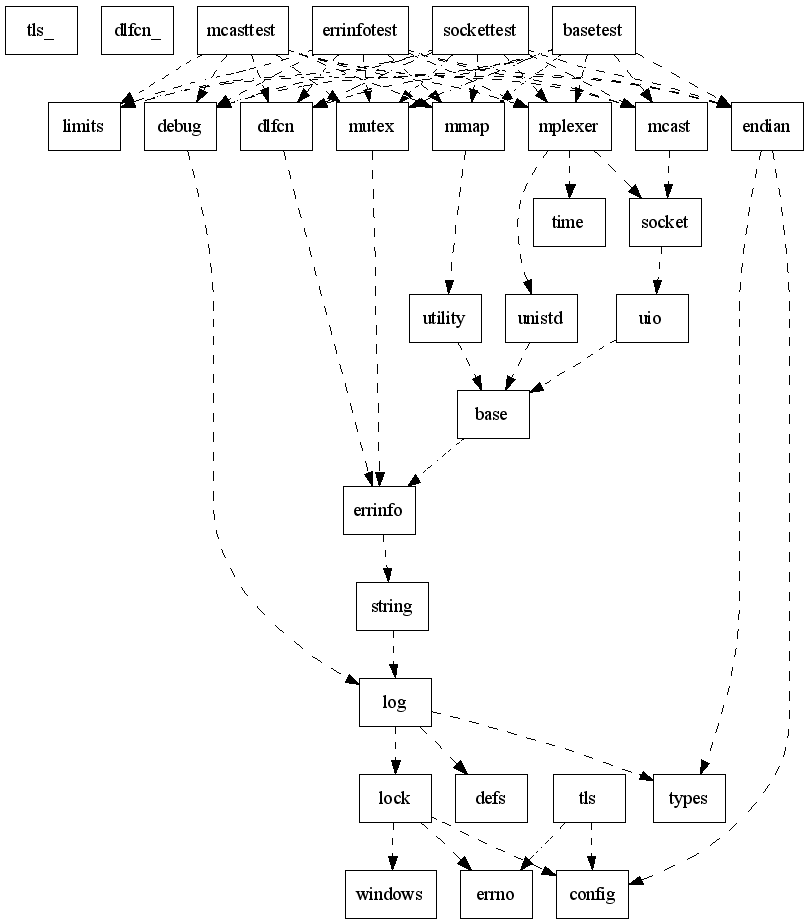 tls_
dlfcn_
mcasttest
errinfotest
sockettest
basetest
limits
debug
dlfcn
mutex
mmap
mplexer
mcast
endian
time
socket
utility
unistd
uio
base
errinfo
string
log
lock
defs
tls
types
windows
errno
config